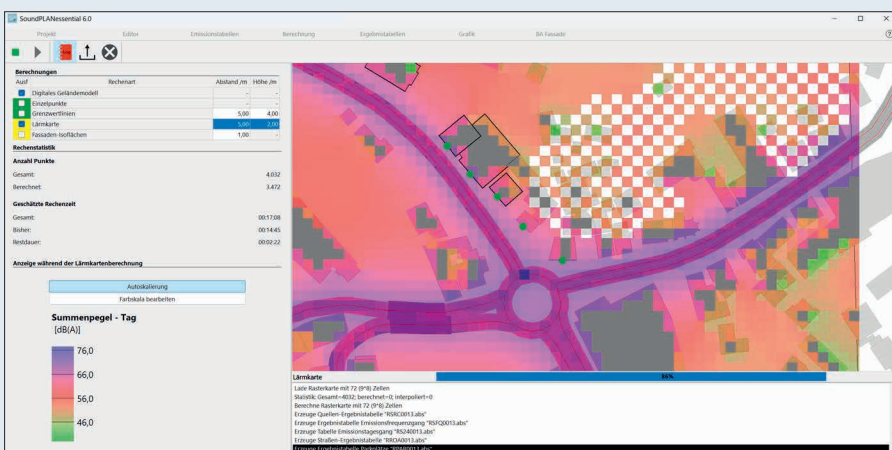 SoundPLANessential 6.0
Projekt Editor Emissionstabellen Berechnung Ergebnistabellen Grafik BA Fassade
Berechnungen
Ausf Rechenart Abstand /m Höhe /m
Digitales Geländemodell - -
Einzelpunkte - -
Grenzwertlinien 5,00 4,00
Lärmkarte 5,00 2,00
Fassaden-Isoflächen 1,00 -
Rechenstatistik
Anzahl Punkte
Gesamt: 4.032
Berechnet: 3.472
Geschätzte Rechenzeit
Gesamt: 00:17:08
Bisher: 00:14:45
Restdauer: 00:02:22
Anzeige während der Lärmkartenberechnung
Autoskalierung
Farbskala bearbeiten
Summenpegel - Tag
[dB(A)]
76,0
66,0
56,0
46,0
Lärmkarte 86%
Lade Rasterkarte mit 72 (9*8) Zellen
Statistik: Gesamt=4032; berechnet=0; interpoliert=0
Berechne Rasterkarte mit 72 (9*8) Zellen
Erzeuge Quellen-Ergebnistabelle "RSRC0013.abs"
Erzeuge Ergebnistabelle Emissionsfrequenzgang "RSFQ0013.abs"
Erzeuge Tabelle Emissionstagesgang "RS240013.abs"
Erzeuge Straßen-Ergebnistabelle "RROA0013.abs"
Erzeuge Ergebnistabelle Parkplätze "RPAR0013.abs"